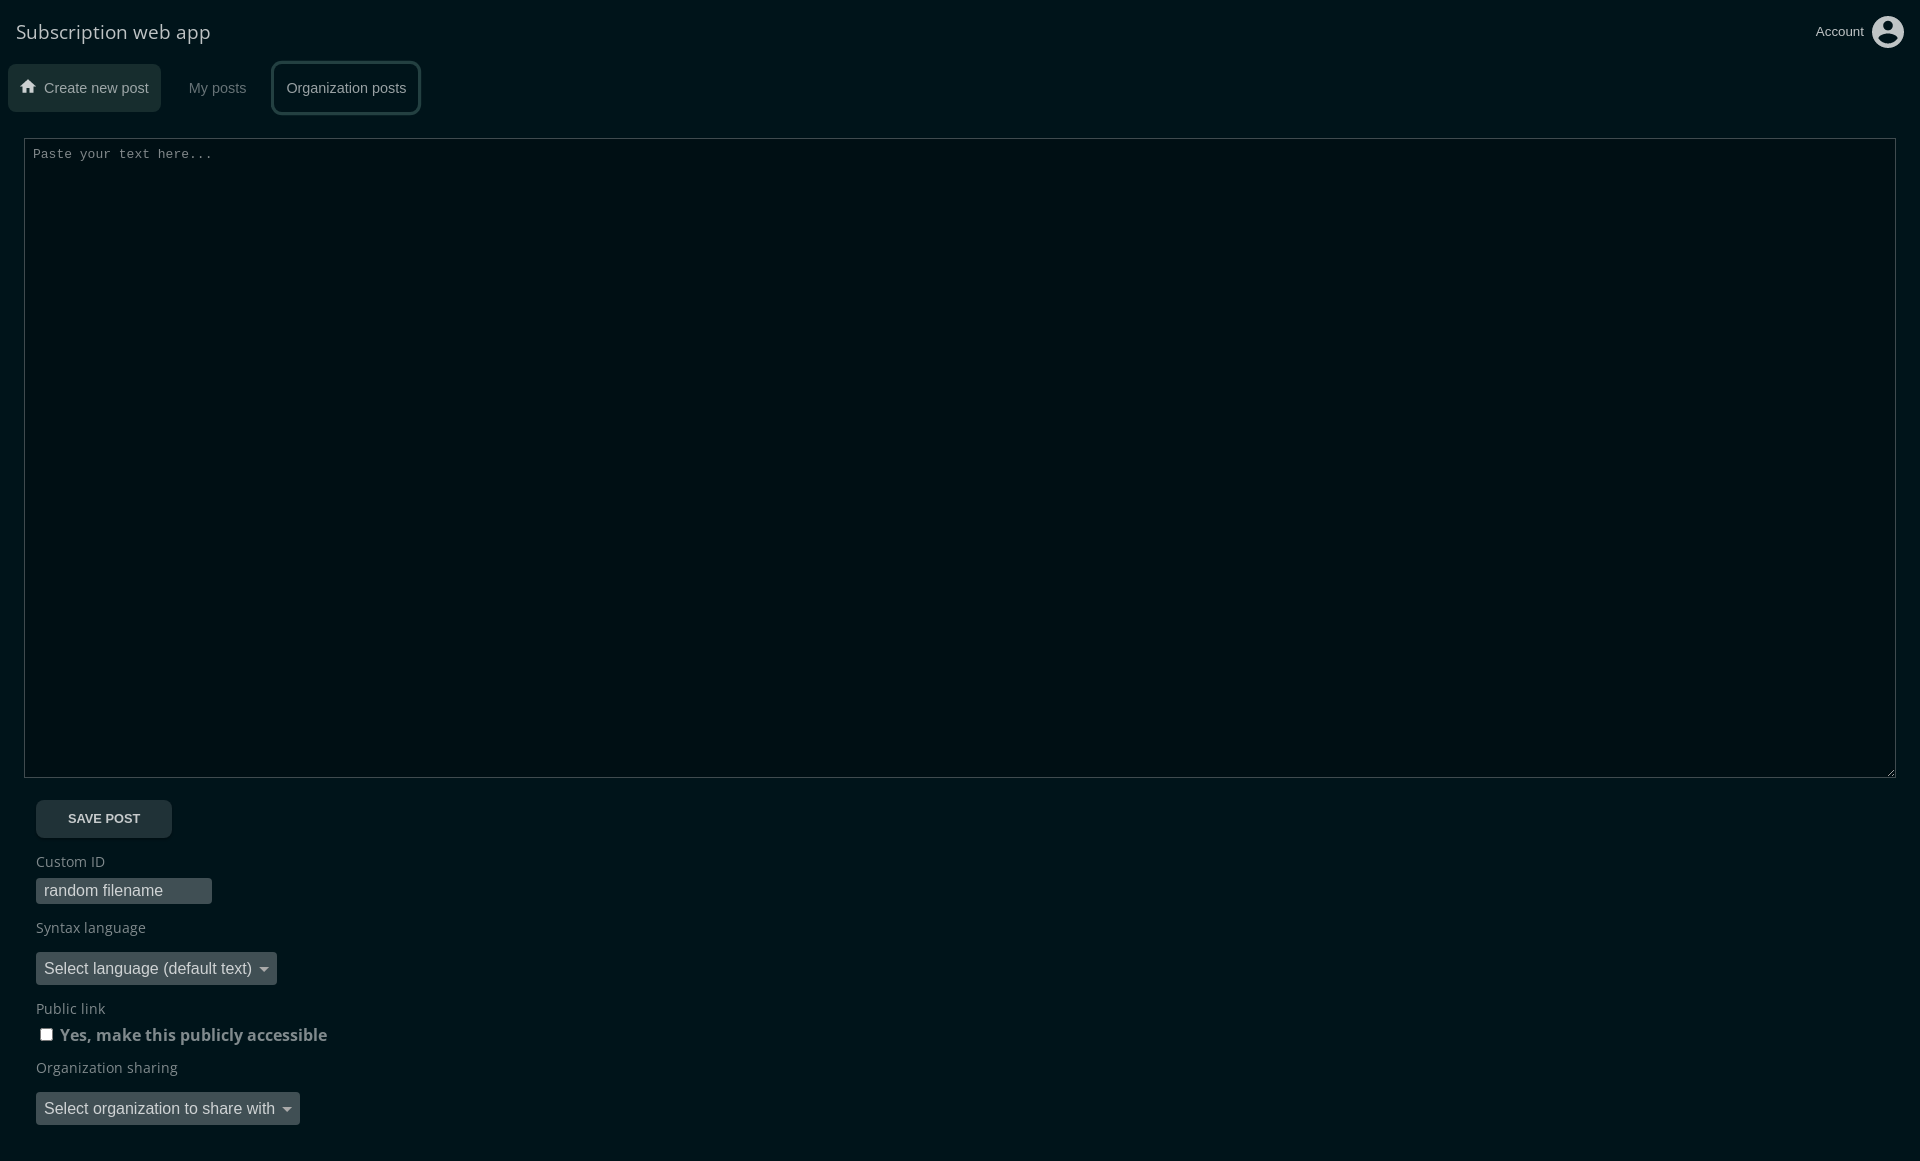 Subscription web app
Account
Create new post
My posts
Organization posts
Paste your text here...
SAVE POST
Custom ID
random filename
Syntax language
Select language (default text)
Public link
Yes, make this publicly accessible
Organization sharing
Select organization to share with